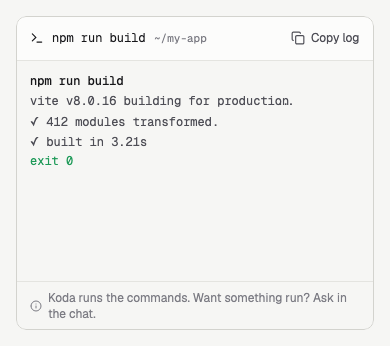 npm run build ~/my-app Copy log
npm run build
vite v8.0.16 building for production.
✓ 412 modules transformed.
✓ built in 3.21s
exit 0
Koda runs the commands. Want something run? Ask in
the chat.